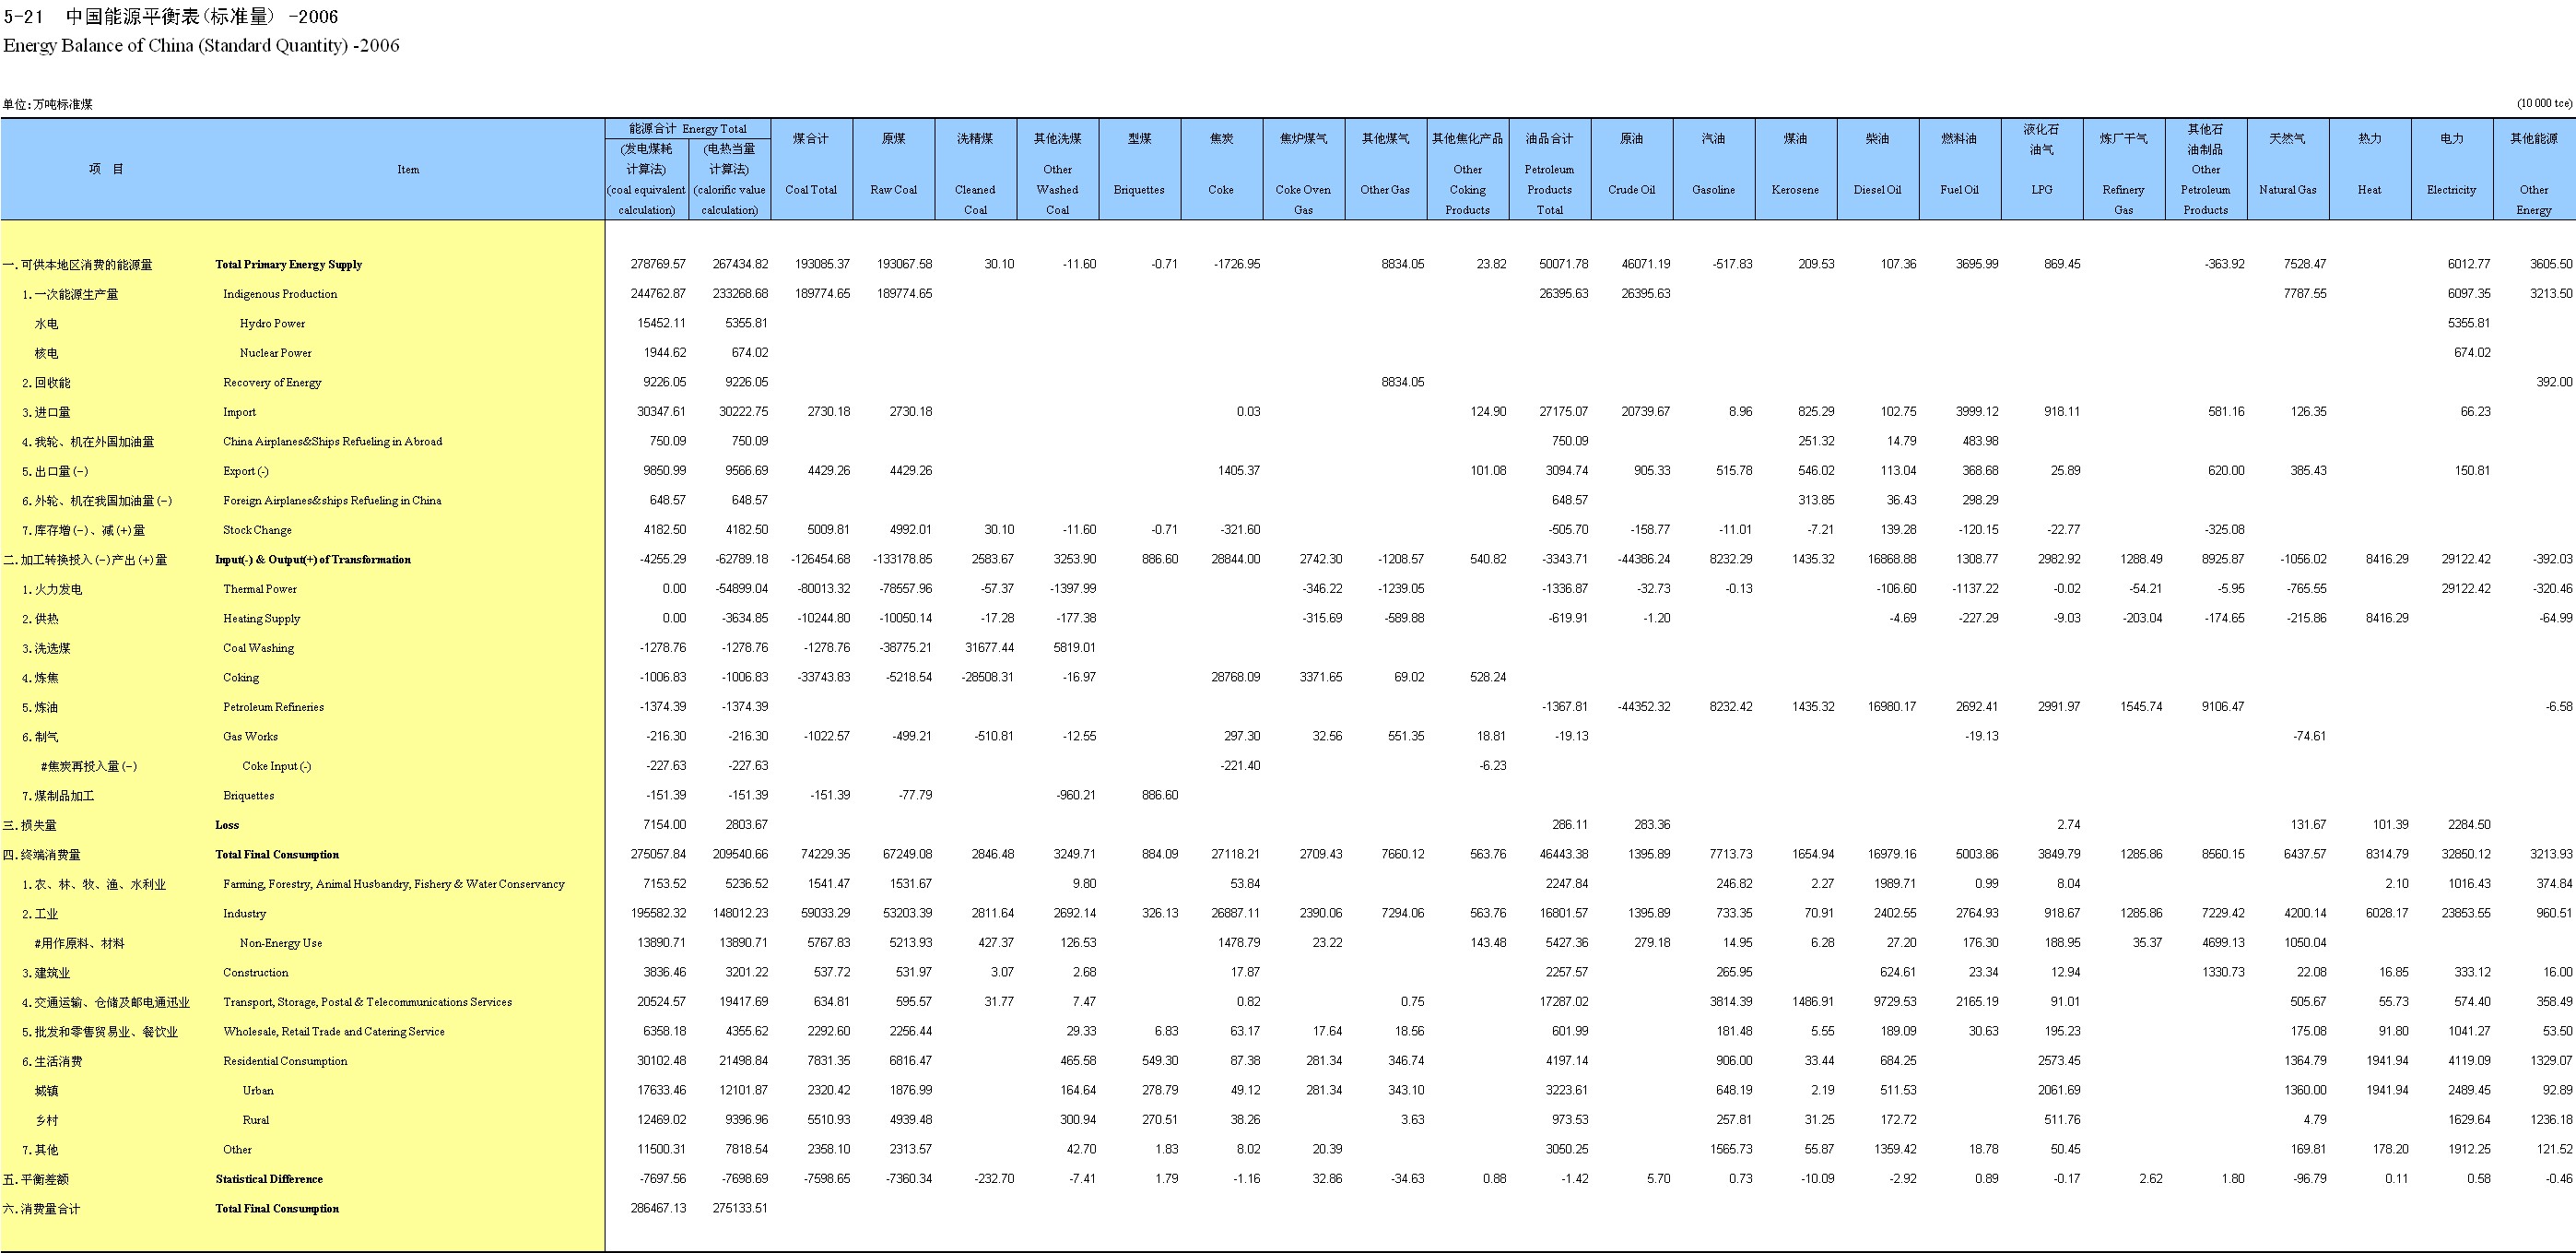 5-21 中国能源平衡表(标准量) -2006
Energy Balance of China (Standard Quantity) -2006
单位:万吨标准煤 (10 000 tce)
项 目 Item 能源合计 Energy Total (发电煤耗计算法) (coal equivalent calculation) (电热当量计算法) (calorific value calculation) 煤合计 Coal Total 原煤 Raw Coal 洗精煤 Cleaned Coal 其他洗煤 Other Washed Coal 型煤 Briquettes 焦炭 Coke 焦炉煤气 Coke Oven Gas 其他煤气 Other Gas 其他焦化产品 Other Coking Products 油品合计 Petroleum Products Total 原油 Crude Oil 汽油 Gasoline 煤油 Kerosene 柴油 Diesel Oil 燃料油 Fuel Oil 液化石油气 LPG 炼厂干气 Refinery Gas 其他石油制品 Other Petroleum Products 天然气 Natural Gas 热力 Heat 电力 Electricity 其他能源 Other Energy
一.可供本地区消费的能源量 Total Primary Energy Supply 278769.57 267434.82 193085.37 193067.58 30.10 -11.60 -0.71 -1726.95 8834.05 23.82 50071.78 46071.19 -517.83 209.53 107.36 3695.99 869.45 -363.92 7528.47 6012.77 3605.50
1.一次能源生产量 Indigenous Production 244762.87 233268.68 189774.65 189774.65 26395.63 26395.63 7787.55 6097.35 3213.50
水电 Hydro Power 15452.11 5355.81 5355.81
核电 Nuclear Power 1944.62 674.02 674.02
2.回收能 Recovery of Energy 9226.05 9226.05 8834.05 392.00
3.进口量 Import 30347.61 30222.75 2730.18 2730.18 0.03 124.90 27175.07 20739.67 8.96 825.29 102.75 3999.12 918.11 581.16 126.35 66.23
4.我轮、机在外国加油量 China Airplanes&Ships Refueling in Abroad 750.09 750.09 750.09 251.32 14.79 483.98
5.出口量(-) Export (-) 9850.99 9566.69 4429.26 4429.26 1405.37 101.08 3094.74 905.33 515.78 546.02 113.04 368.68 25.89 620.00 385.43 150.81
6.外轮、机在我国加油量(-) Foreign Airplanes&ships Refueling in China 648.57 648.57 648.57 313.85 36.43 298.29
7.库存增(-)、减(+)量 Stock Change 4182.50 4182.50 5009.81 4992.01 30.10 -11.60 -0.71 -321.60 -505.70 -158.77 -11.01 -7.21 139.28 -120.15 -22.77 -325.08
二.加工转换投入(-)产出(+)量 Input(-) & Output(+) of Transformation -4255.29 -62789.18 -126454.68 -133178.85 2583.67 3253.90 886.60 28844.00 2742.30 -1208.57 540.82 -3343.71 -44386.24 8232.29 1435.32 16868.88 1308.77 2982.92 1288.49 8925.87 -1056.02 8416.29 29122.42 -392.03
1.火力发电 Thermal Power 0.00 -54899.04 -80013.32 -78557.96 -57.37 -1397.99 -346.22 -1239.05 -1336.87 -32.73 -0.13 -106.60 -1137.22 -0.02 -54.21 -5.95 -765.55 29122.42 -320.46
2.供热 Heating Supply 0.00 -3634.85 -10244.80 -10050.14 -17.28 -177.38 -315.69 -589.88 -619.91 -1.20 -4.69 -227.29 -9.03 -203.04 -174.65 -215.86 8416.29 -64.99
3.洗选煤 Coal Washing -1278.76 -1278.76 -1278.76 -38775.21 31677.44 5819.01
4.炼焦 Coking -1006.83 -1006.83 -33743.83 -5218.54 -28508.31 -16.97 28768.09 3371.65 69.02 528.24
5.炼油 Petroleum Refineries -1374.39 -1374.39 -1367.81 -44352.32 8232.42 1435.32 16980.17 2692.41 2991.97 1545.74 9106.47 -6.58
6.制气 Gas Works -216.30 -216.30 -1022.57 -499.21 -510.81 -12.55 297.30 32.56 551.35 18.81 -19.13 -19.13 -74.61
#焦炭再投入量(-) Coke Input (-) -227.63 -227.63 -221.40 -6.23
7.煤制品加工 Briquettes -151.39 -151.39 -151.39 -77.79 -960.21 886.60
三.损失量 Loss 7154.00 2803.67 286.11 283.36 2.74 131.67 101.39 2284.50
四.终端消费量 Total Final Consumption 275057.84 209540.66 74229.35 67249.08 2846.48 3249.71 884.09 27118.21 2709.43 7660.12 563.76 46443.38 1395.89 7713.73 1654.94 16979.16 5003.86 3849.79 1285.86 8560.15 6437.57 8314.79 32850.12 3213.93
1.农、林、牧、渔、水利业 Farming, Forestry, Animal Husbandry, Fishery & Water Conservancy 7153.52 5236.52 1541.47 1531.67 9.80 53.84 2247.84 246.82 2.27 1989.71 0.99 8.04 2.10 1016.43 374.84
2.工业 Industry 195582.32 148012.23 59033.29 53203.39 2811.64 2692.14 326.13 26887.11 2390.06 7294.06 563.76 16801.57 1395.89 733.35 70.91 2402.55 2764.93 918.67 1285.86 7229.42 4200.14 6028.17 23853.55 960.51
#用作原料、材料 Non-Energy Use 13890.71 13890.71 5767.83 5213.93 427.37 126.53 1478.79 23.22 143.48 5427.36 279.18 14.95 6.28 27.20 176.30 188.95 35.37 4699.13 1050.04
3.建筑业 Construction 3836.46 3201.22 537.72 531.97 3.07 2.68 17.87 2257.57 265.95 624.61 23.34 12.94 1330.73 22.08 16.85 333.12 16.00
4.交通运输、仓储及邮电通迅业 Transport, Storage, Postal & Telecommunications Services 20524.57 19417.69 634.81 595.57 31.77 7.47 0.82 0.75 17287.02 3814.39 1486.91 9729.53 2165.19 91.01 505.67 55.73 574.40 358.49
5.批发和零售贸易业、餐饮业 Wholesale, Retail Trade and Catering Service 6358.18 4355.62 2292.60 2256.44 29.33 6.83 63.17 17.64 18.56 601.99 181.48 5.55 189.09 30.63 195.23 175.08 91.80 1041.27 53.50
6.生活消费 Residential Consumption 30102.48 21498.84 7831.35 6816.47 465.58 549.30 87.38 281.34 346.74 4197.14 906.00 33.44 684.25 2573.45 1364.79 1941.94 4119.09 1329.07
城镇 Urban 17633.46 12101.87 2320.42 1876.99 164.64 278.79 49.12 281.34 343.10 3223.61 648.19 2.19 511.53 2061.69 1360.00 1941.94 2489.45 92.89
乡村 Rural 12469.02 9396.96 5510.93 4939.48 300.94 270.51 38.26 3.63 973.53 257.81 31.25 172.72 511.76 4.79 1629.64 1236.18
7.其他 Other 11500.31 7818.54 2358.10 2313.57 42.70 1.83 8.02 20.39 3050.25 1565.73 55.87 1359.42 18.78 50.45 169.81 178.20 1912.25 121.52
五.平衡差额 Statistical Difference -7697.56 -7698.69 -7598.65 -7360.34 -232.70 -7.41 1.79 -1.16 32.86 -34.63 0.88 -1.42 5.70 0.73 -10.09 -2.92 0.89 -0.17 2.62 1.80 -96.79 0.11 0.58 -0.46
六.消费量合计 Total Final Consumption 286467.13 275133.51